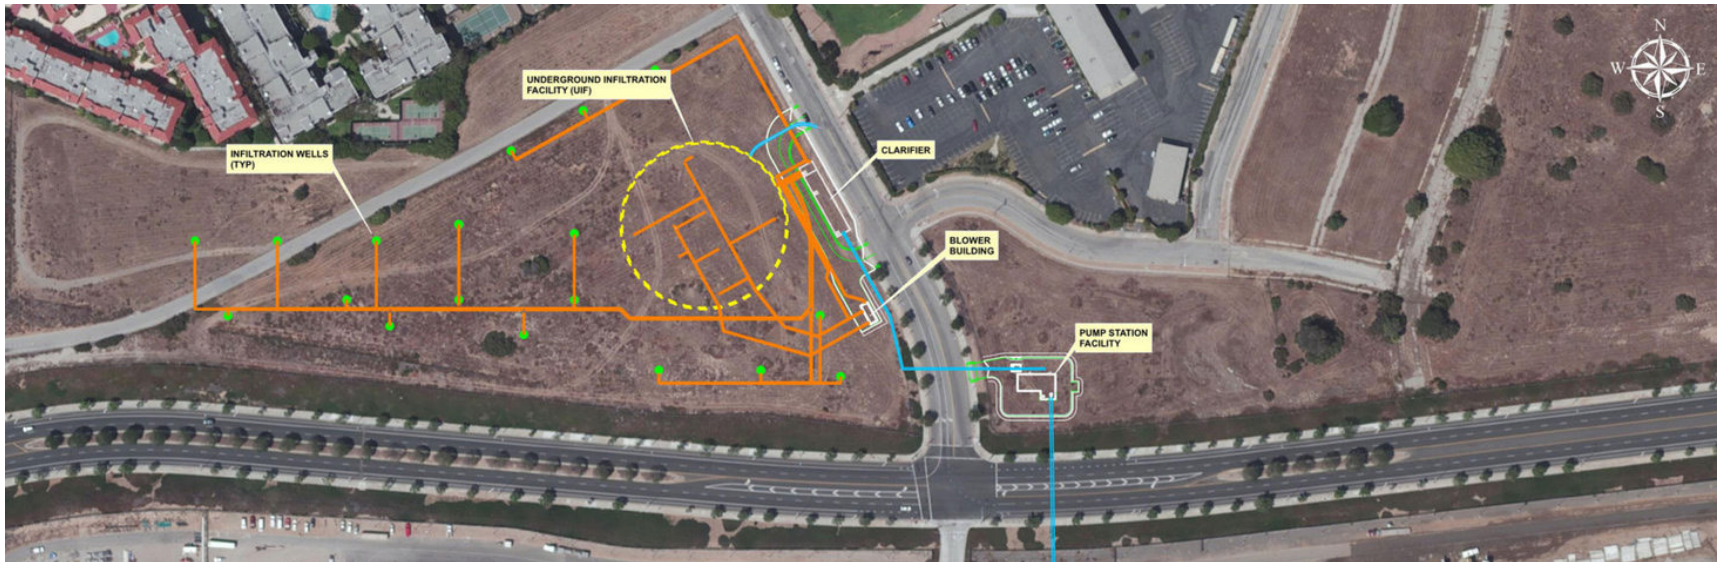 N
W E
S
UNDERGROUND INFILTRATION
FACILITY (UIF)
INFILTRATION WELLS
(TYP)
CLARIFIER
BLOWER
BUILDING
PUMP STATION
FACILITY